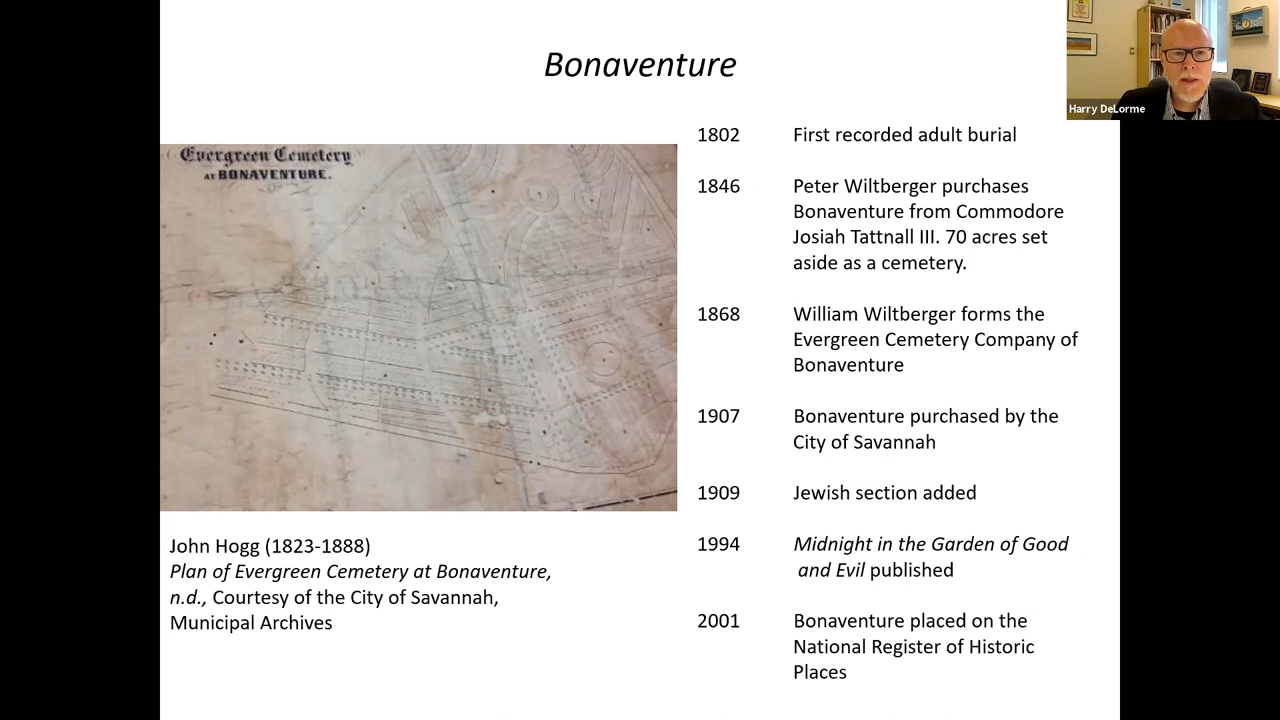 Bonaventure
Harry DeLorme
Evergreen Cemetery
AT BONAVENTURE.
1802 First recorded adult burial
1846 Peter Wiltberger purchases
Bonaventure from Commodore
Josiah Tattnall III. 70 acres set
aside as a cemetery.
1868 William Wiltberger forms the
Evergreen Cemetery Company of
Bonaventure
1907 Bonaventure purchased by the
City of Savannah
1909 Jewish section added
1994 Midnight in the Garden of Good
and Evil published
2001 Bonaventure placed on the
National Register of Historic
Places
John Hogg (1823-1888)
Plan of Evergreen Cemetery at Bonaventure,
n.d., Courtesy of the City of Savannah,
Municipal Archives